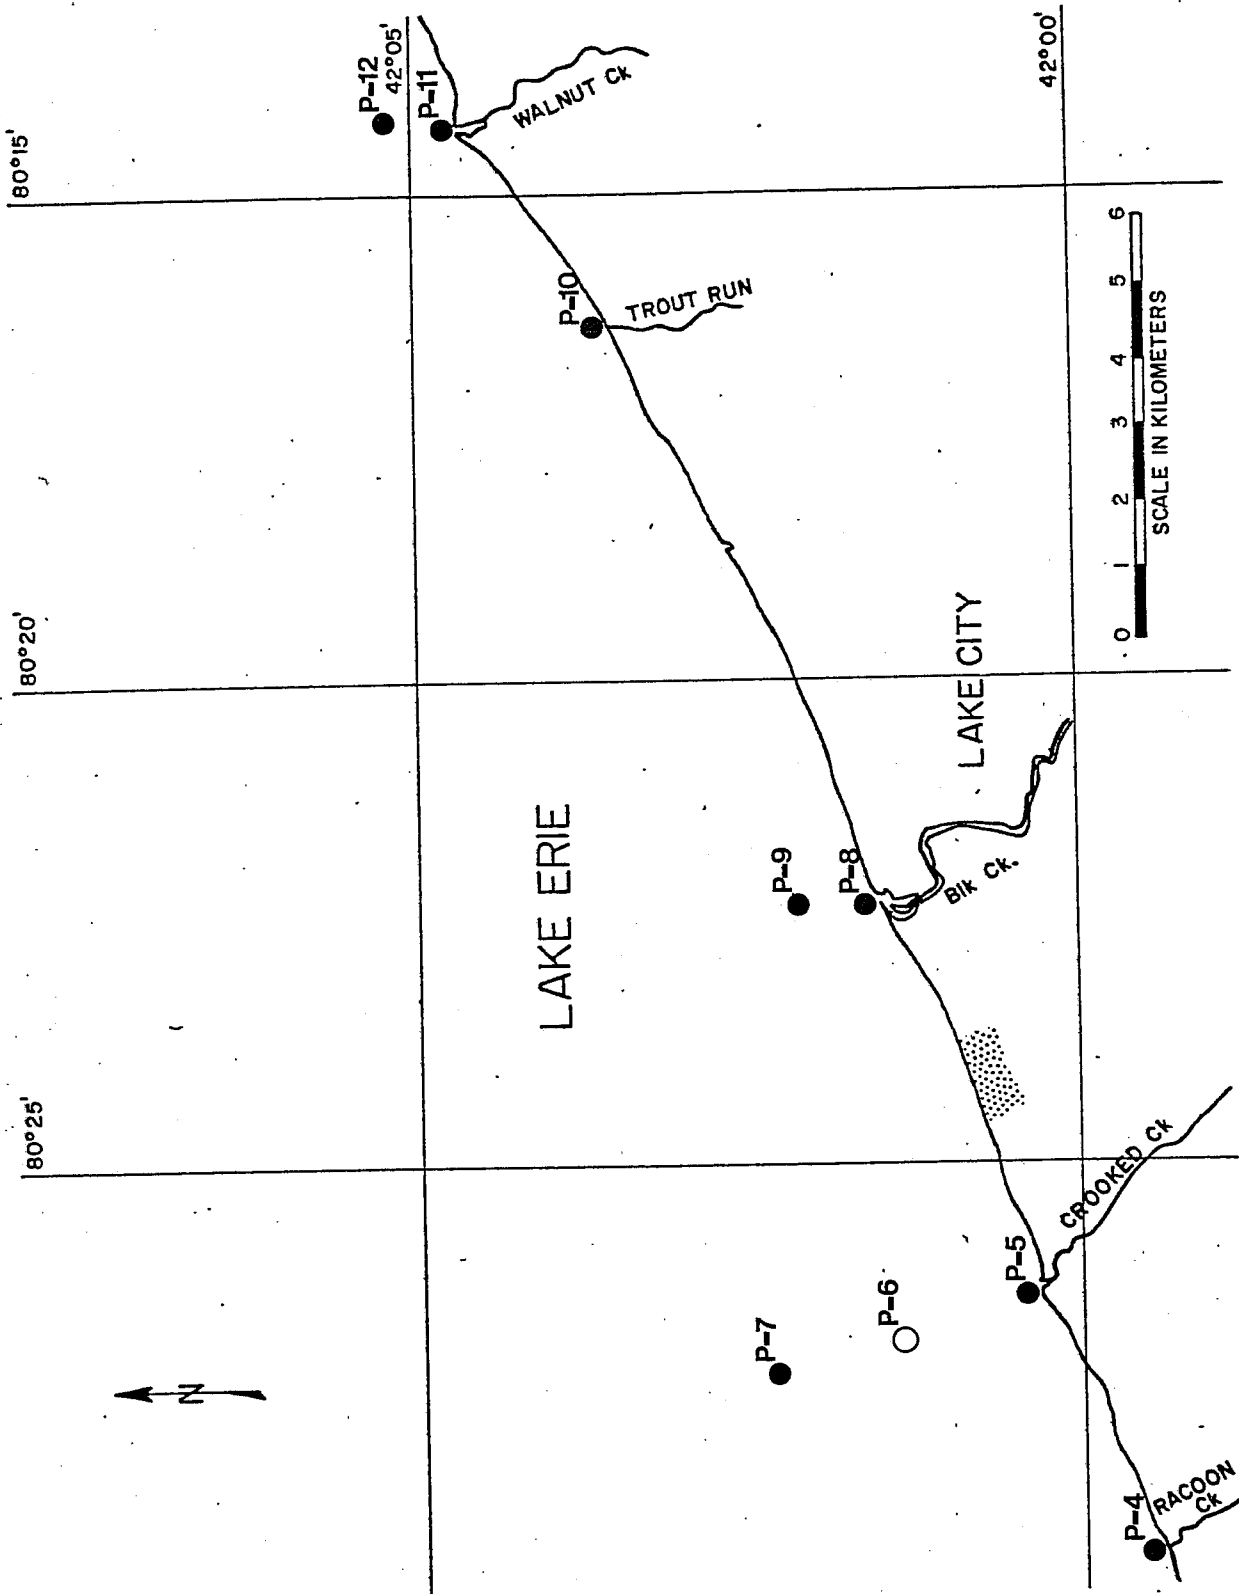 80°25'
80°20'
80°15'
P-12
42°05'
P-11
WALNUT Ck
P-10
TROUT RUN
LAKE ERIE
P-9
P-8
Blk Ck.
LAKE CITY
P-7
P-6
P-5
CROOKED Ck
P-4
RACOON
Ck
42°00'
0 1 2 3 4 5 6
SCALE IN KILOMETERS
N